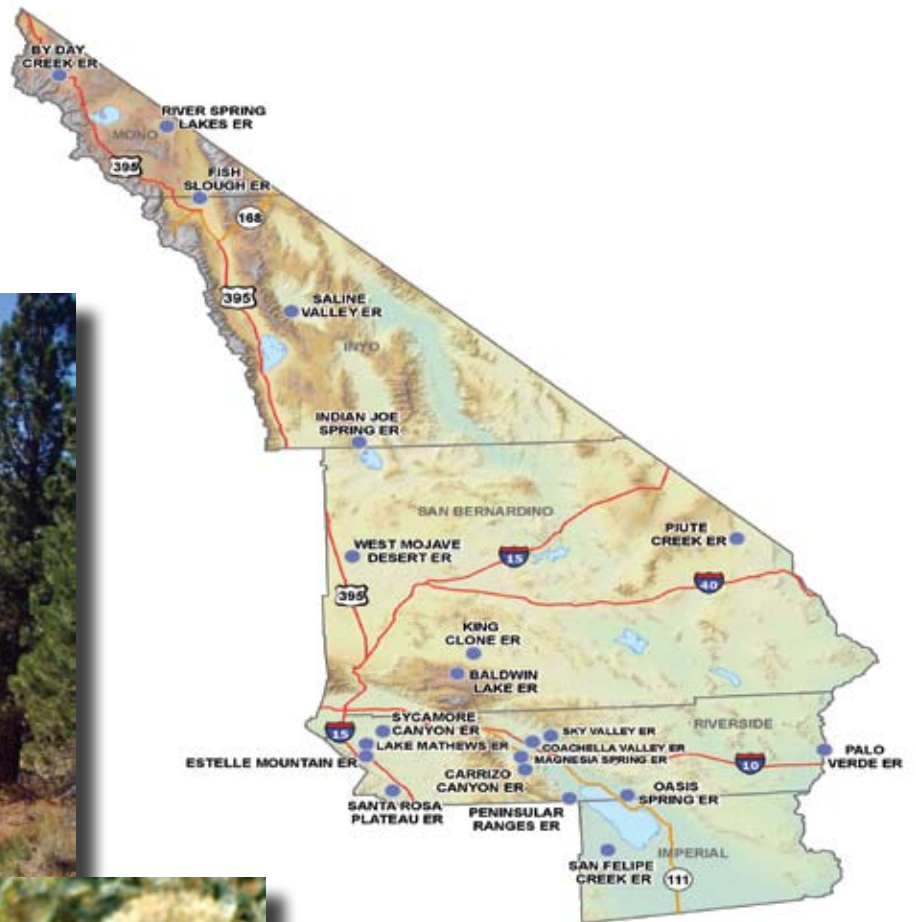 BY DAY
CREEK ER
RIVER SPRING
LAKES ER
MONO
395
FISH
SLOUGH ER
168
395
SALINE
VALLEY ER
INYO
INDIAN JOE
SPRING ER
SAN BERNARDINO
PIUTE
CREEK ER
WEST MOJAVE
DESERT ER
15
40
395
KING
CLONE ER
BALDWIN
LAKE ER
SYCAMORE
CANYON ER
SKY VALLEY ER
RIVERSIDE
15
LAKE MATHEWS ER
COACHELLA VALLEY ER
MAGNESIA SPRING ER
PALO
VERDE ER
ESTELLE MOUNTAIN ER
10
CARRIZO
CANYON ER
OASIS
SPRING ER
SANTA ROSA
PLATEAU ER
PENINSULAR
RANGES ER
IMPERIAL
SAN FELIPE
CREEK ER
111